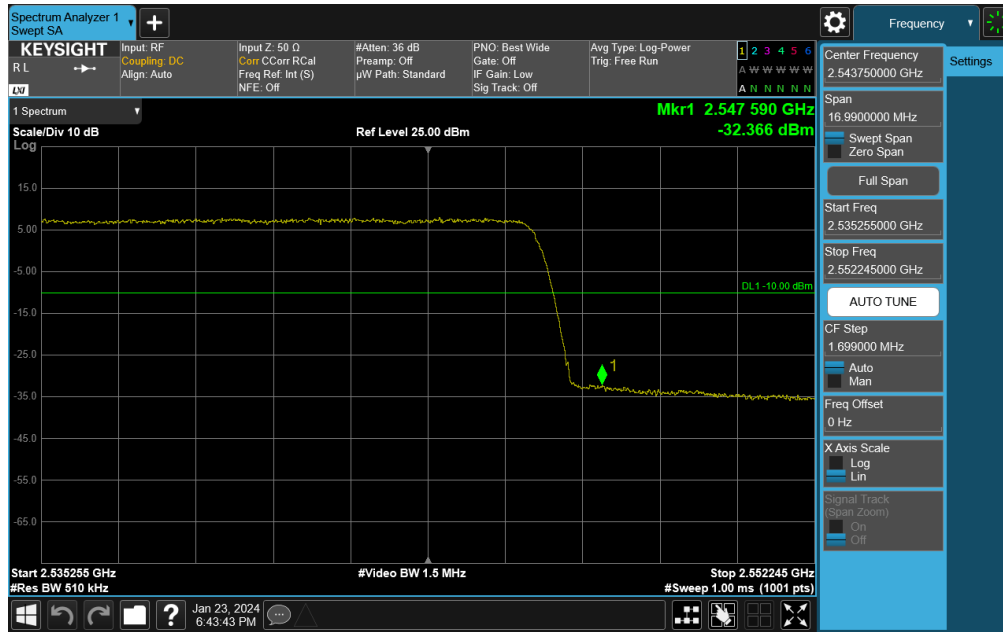 Spectrum Analyzer 1
Swept SA
Frequency
KEYSIGHT
R L
LXI
Input: RF
Coupling: DC
Align: Auto
Input Z: 50 Ω
Corr CCorr RCal
Freq Ref: Int (S)
NFE: Off
#Atten: 36 dB
Preamp: Off
µW Path: Standard
PNO: Best Wide
Gate: Off
IF Gain: Low
Sig Track: Off
Avg Type: Log-Power
Trig: Free Run
1 2 3 4 5 6
A W W W W W
A N N N N N
1 Spectrum
Scale/Div 10 dB
Log
Ref Level 25.00 dBm
Mkr1 2.547 590 GHz
-32.366 dBm
15.0
5.00
-5.00
-15.0
-25.0
-35.0
-45.0
-55.0
-65.0
DL1 -10.00 dBm
1
Start 2.535255 GHz
#Res BW 510 kHz
#Video BW 1.5 MHz
Stop 2.552245 GHz
#Sweep 1.00 ms (1001 pts)
Center Frequency
2.543750000 GHz
Settings
Span
16.9900000 MHz
Swept Span
Zero Span
Full Span
Start Freq
2.535255000 GHz
Stop Freq
2.552245000 GHz
AUTO TUNE
CF Step
1.699000 MHz
Auto
Man
Freq Offset
0 Hz
X Axis Scale
Log
Lin
Signal Track
(Span Zoom)
On
Off
?
Jan 23, 2024
6:43:43 PM